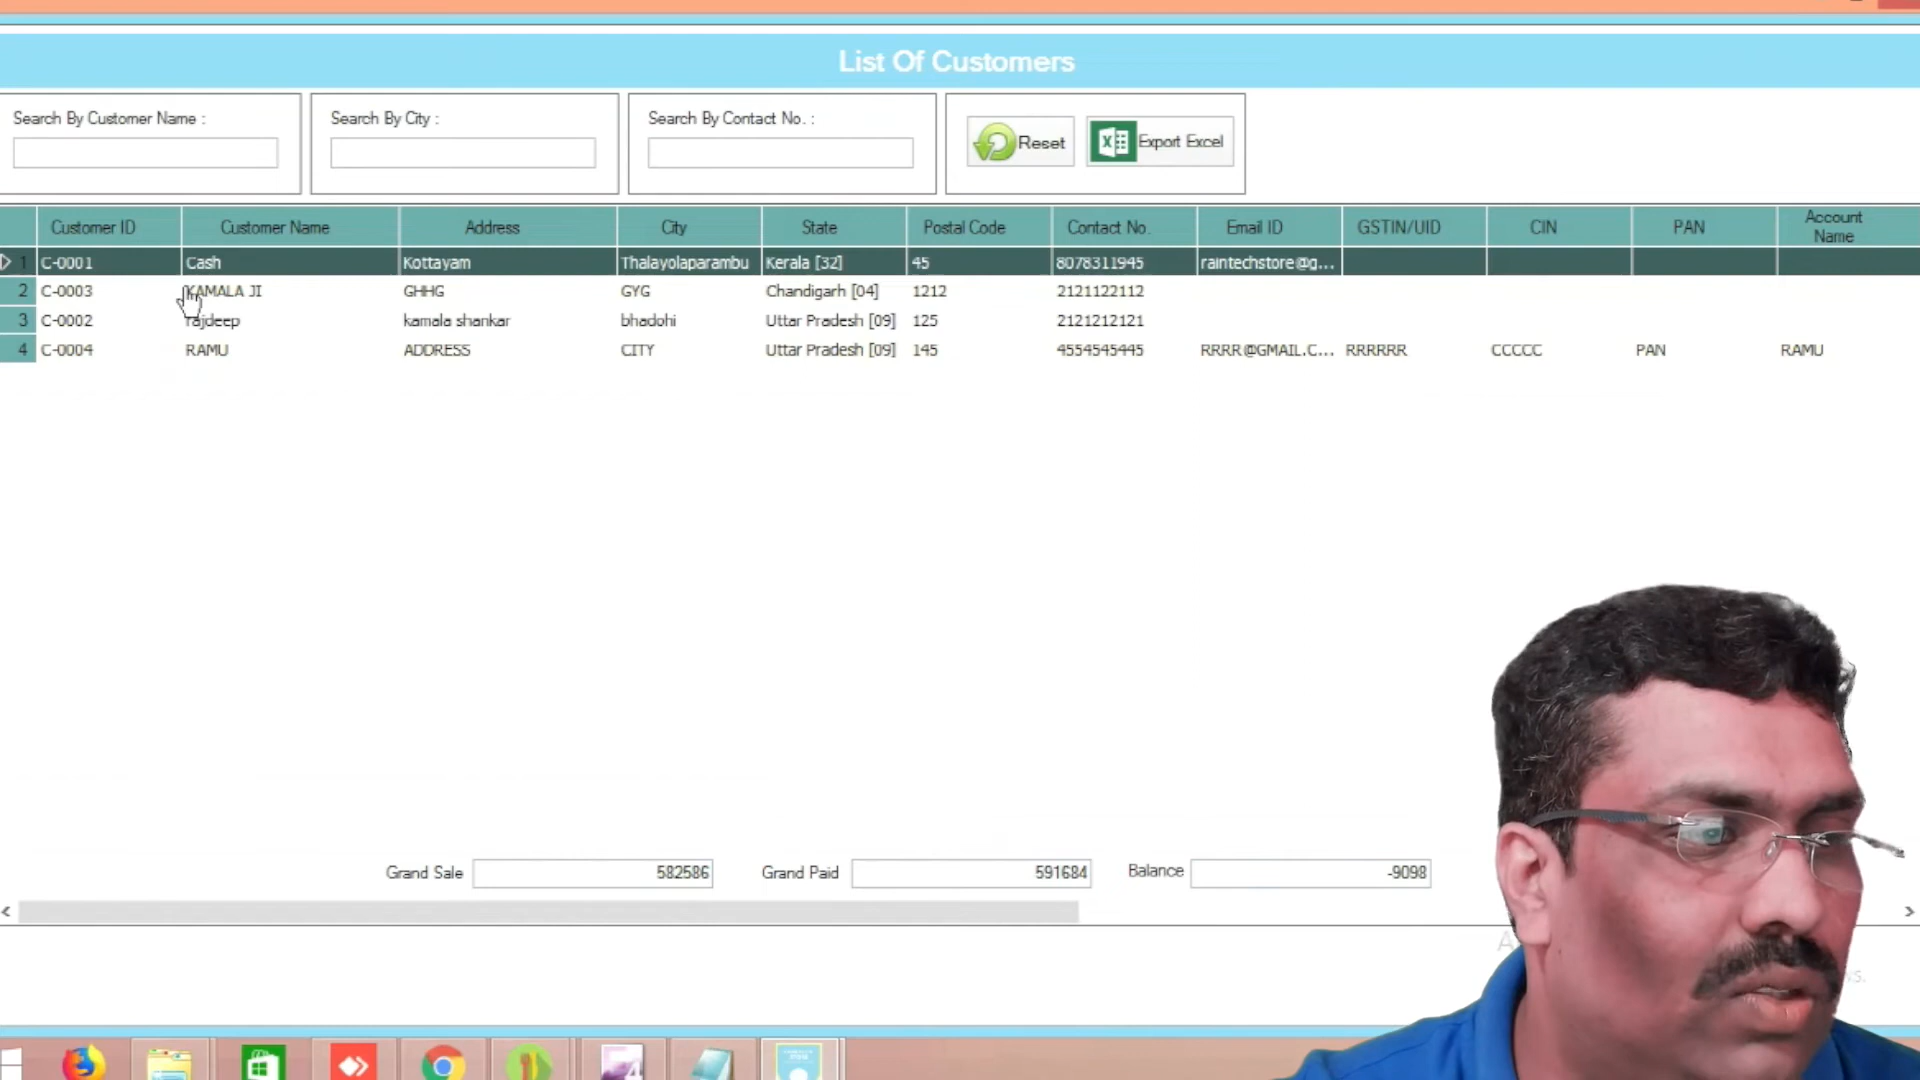 List Of Customers
Search By Customer Name :
Search By City :
Search By Contact No. :
Reset
Export Excel
Customer ID Customer Name Address City State Postal Code Contact No. Email ID GSTIN/UID CIN PAN Account Name
1 C-0001 Cash Kottayam Thalayolaparambu Kerala [32] 45 8078311945 raintechstore@g...
2 C-0003 KAMALA JI GHHG GYG Chandigarh [04] 1212 2121122112
3 C-0002 rajdeep kamala shankar bhadohi Uttar Pradesh [09] 125 2121212121
4 C-0004 RAMU ADDRESS CITY Uttar Pradesh [09] 145 4554545445 RRRR@GMAIL.C... RRRRRR CCCCC PAN RAMU
Grand Sale 582586 Grand Paid 591684 Balance -9098